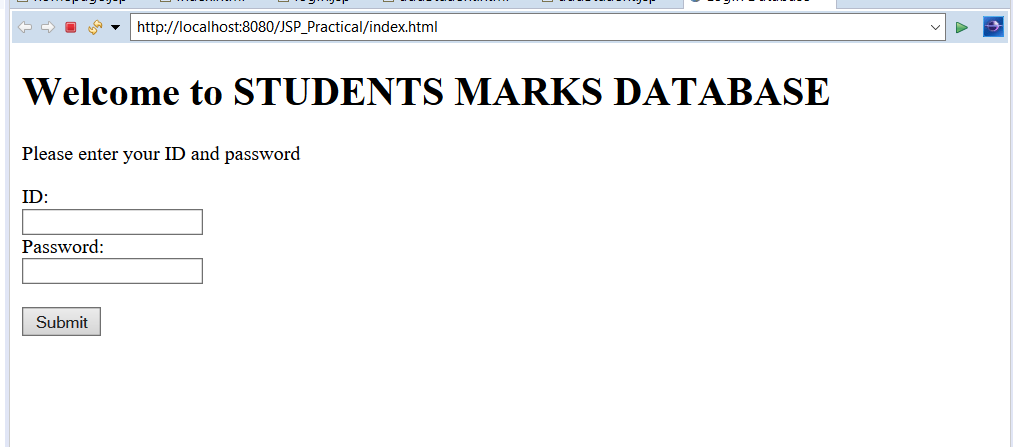 http://localhost:8080/JSP_Practical/index.html
Welcome to STUDENTS MARKS DATABASE
Please enter your ID and password
ID:
Password:
Submit